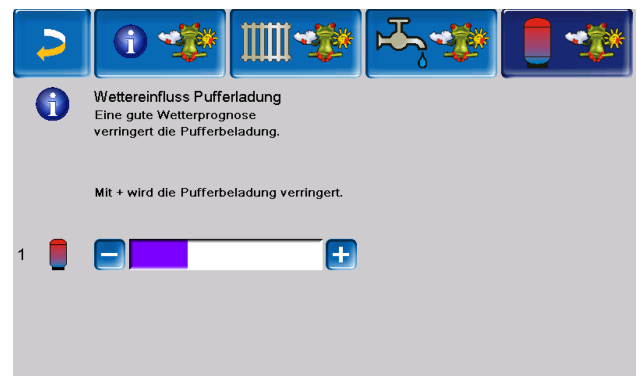 Wettereinfluss Pufferladung
Eine gute Wetterprognose
verringert die Pufferbeladung.
Mit + wird die Pufferbeladung verringert.
1